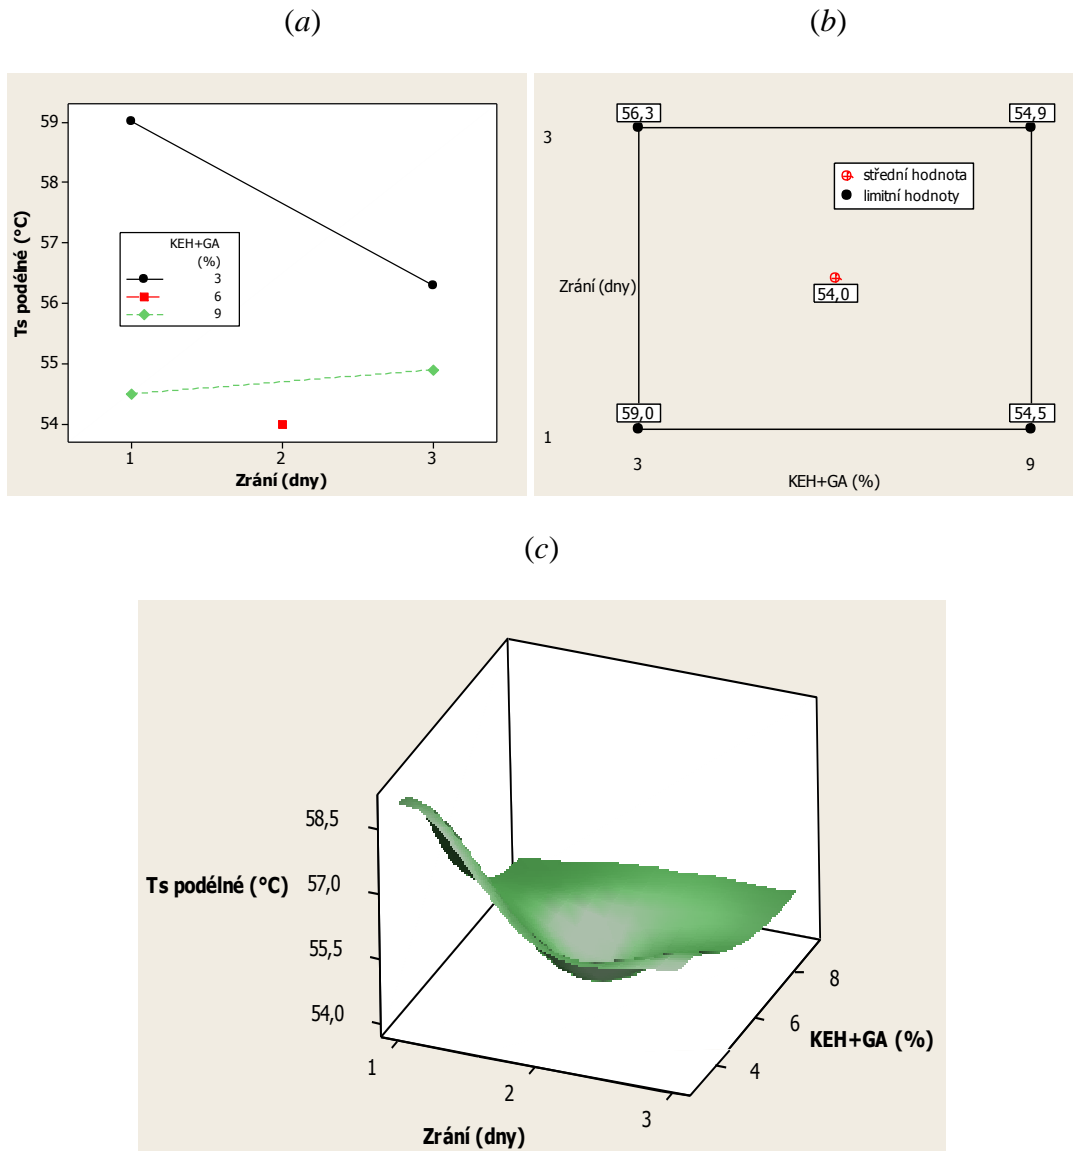 (a)
59
58
57
56
55
54
Ts podélné (°C)
KEH+GA
(%)
3
6
9
1 2 3
Zrání (dny)
(b)
56,3 54,9
3
střední hodnota
limitní hodnoty
Zrání (dny)
54,0
59,0 54,5
1
3 9
KEH+GA (%)
(c)
58,5
57,0
55,5
54,0
Ts podélné (°C)
1
2
3
Zrání (dny)
8
6
4
KEH+GA (%)